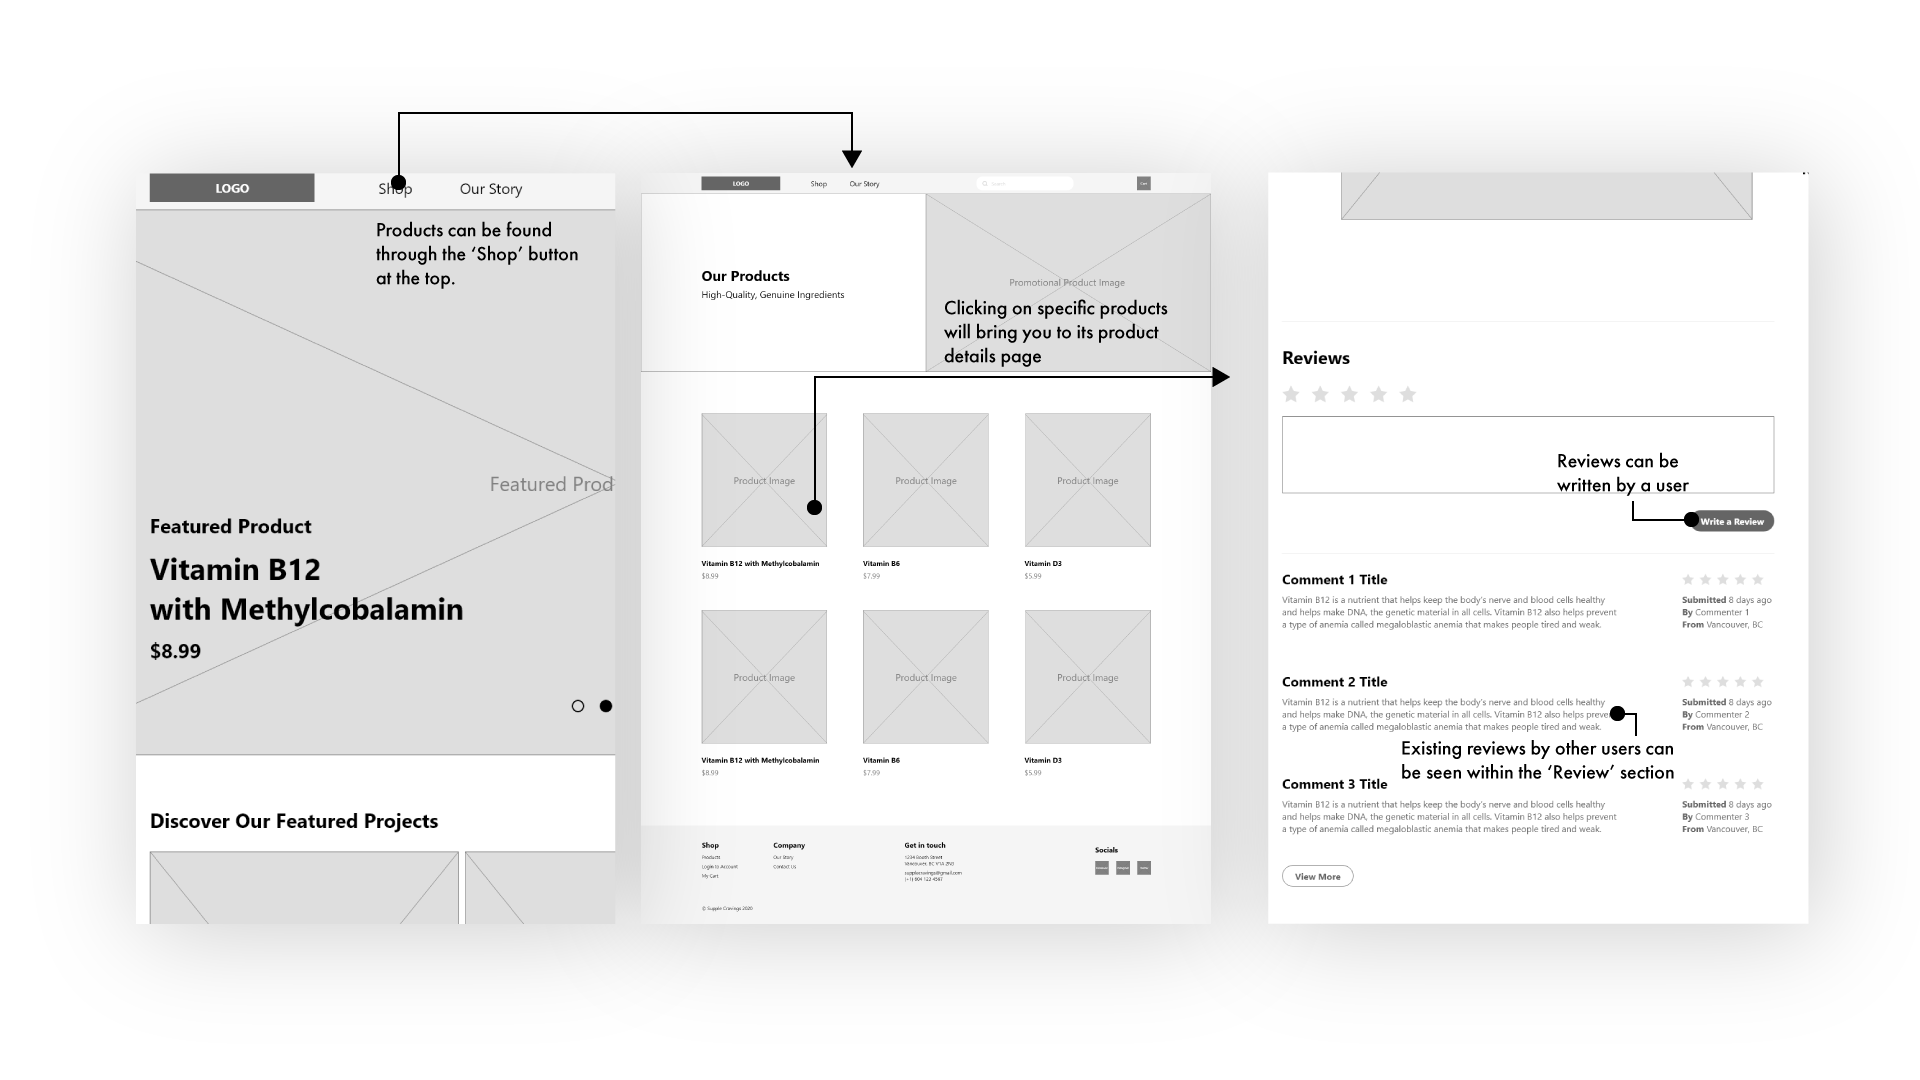 LOGO
Shop
Our Story
Products can be found
through the ‘Shop’ button
at the top.
Featured Prod
Featured Product
Vitamin B12
with Methylcobalamin
$8.99
Discover Our Featured Projects
LOGO
Shop
Our Story
Search
Cart
Our Products
High-Quality, Genuine Ingredients
Promotional Product Image
Clicking on specific products
will bring you to its product
details page
Product Image
Product Image
Product Image
Vitamin B12 with Methylcobalamin
$8.99
Vitamin B6
$7.99
Vitamin D3
$5.99
Product Image
Product Image
Product Image
Vitamin B12 with Methylcobalamin
$8.99
Vitamin B6
$7.99
Vitamin D3
$5.99
Shop
Products
Login to Account
My Cart
Company
Our Story
Contact Us
Get in touch
1234 Booth Street
Vancouver, BC V1A 2N3
supplecravings@gmail.com
(+1) 604 123 4567
Socials
© Supple Cravings 2020
Reviews
Reviews can be
written by a user
Write a Review
Comment 1 Title
Vitamin B12 is a nutrient that helps keep the body's nerve and blood cells healthy
and helps make DNA, the genetic material in all cells. Vitamin B12 also helps prevent
a type of anemia called megaloblastic anemia that makes people tired and weak.
Submitted 8 days ago
By Commenter 1
From Vancouver, BC
Comment 2 Title
Vitamin B12 is a nutrient that helps keep the body's nerve and blood cells healthy
and helps make DNA, the genetic material in all cells. Vitamin B12 also helps preve
a type of anemia called megaloblastic anemia that makes people tired and weak.
Submitted 8 days ago
By Commenter 2
From Vancouver, BC
Existing reviews by other users can
be seen within the ‘Review’ section
Comment 3 Title
Vitamin B12 is a nutrient that helps keep the body's nerve and blood cells healthy
and helps make DNA, the genetic material in all cells. Vitamin B12 also helps prevent
a type of anemia called megaloblastic anemia that makes people tired and weak.
Submitted 8 days ago
By Commenter 3
From Vancouver, BC
View More